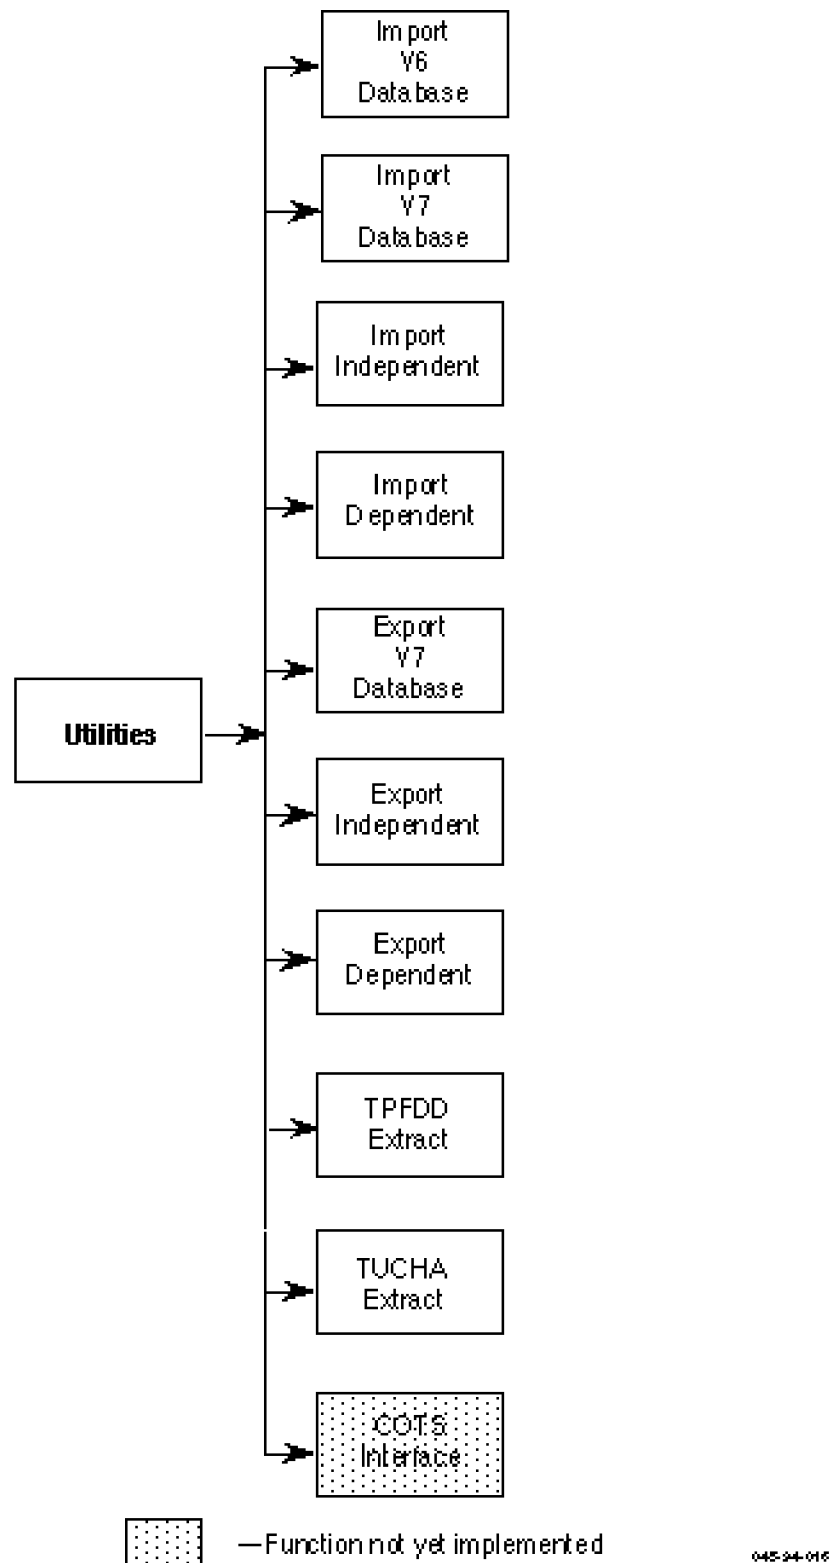 Import
V6
Database
Import
V7
Database
Import
Independent
Import
Dependent
Export
V7
Database
Utilities
Export
Independent
Export
Dependent
TPFDD
Extract
TUCHA
Extract
COTS
Interface
—Function not yet implemented